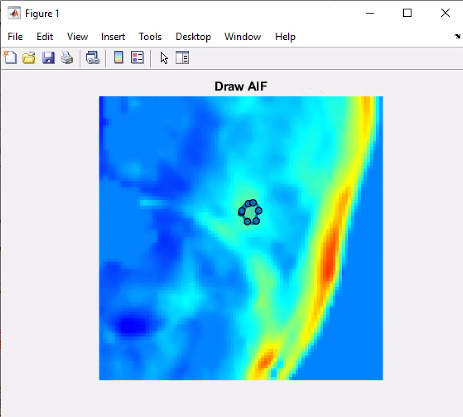 Figure 1
File Edit View Insert Tools Desktop Window Help
Draw AIF